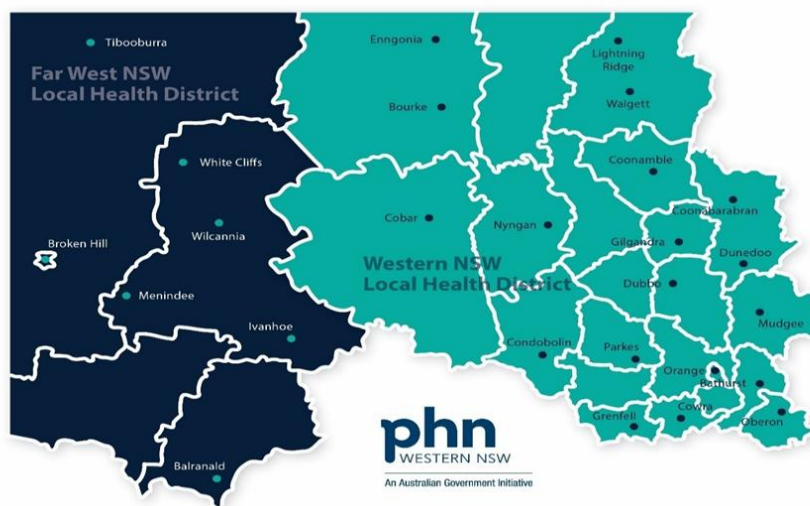 Tibooburra
Far West NSW
Local Health District
White Cliffs
Wilcannia
Broken Hill
Menindee
Ivanhoe
Balranald
Enngonia
Bourke
Lightning
Ridge
Walgett
Coonamble
Coonabarabran
Cobar
Nyngan
Gilgandra
Dunedoo
Western NSW
Local Health District
Dubbo
Mudgee
Condobolin
Parkes
Orange
Bathurst
Grenfell
Cowra
Oberon
phn
WESTERN NSW
An Australian Government Initiative